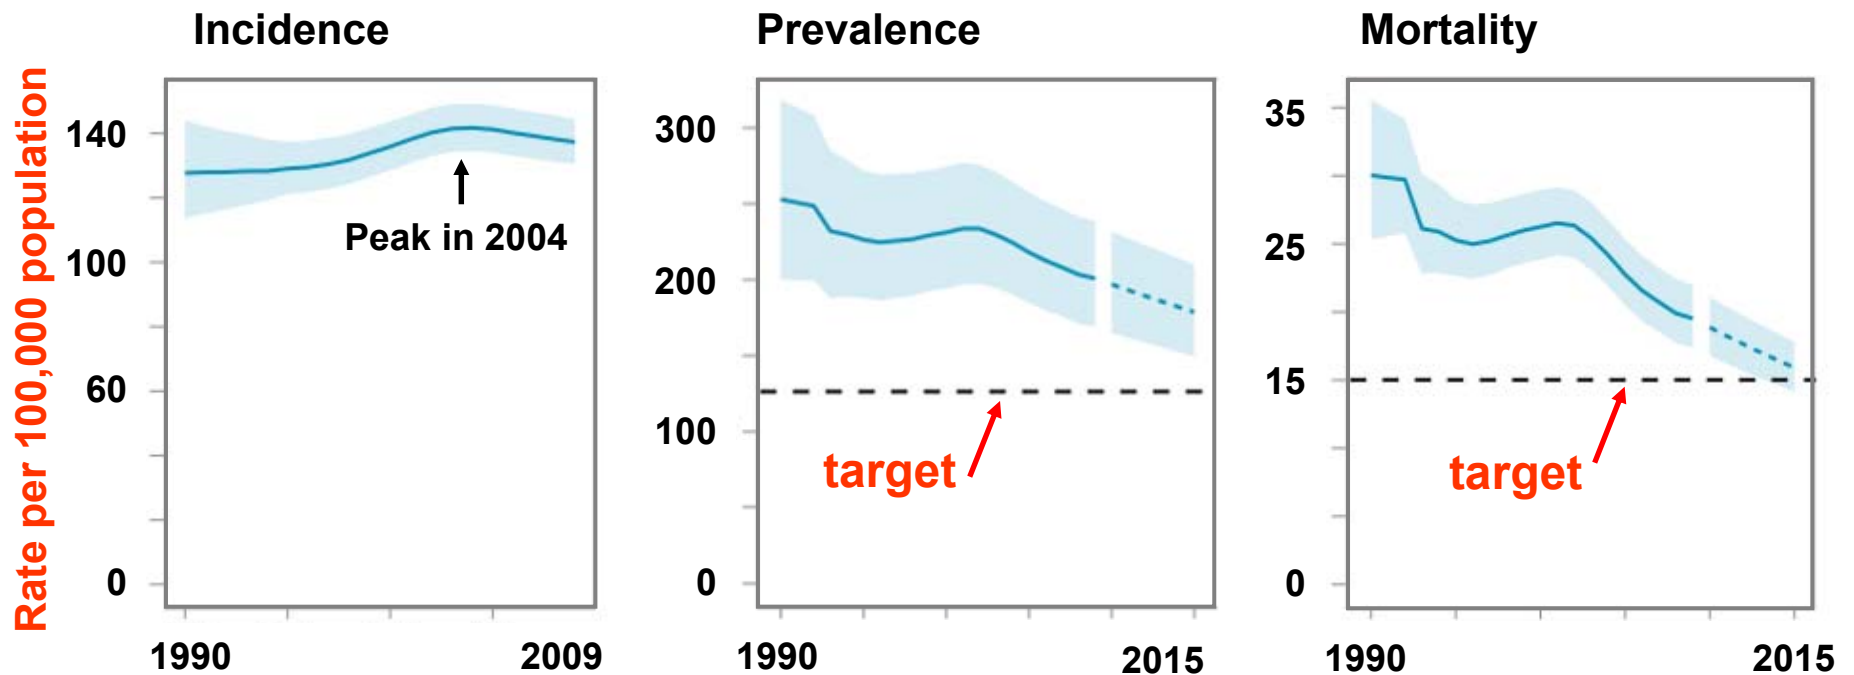 Incidence
Prevalence
Mortality
Rate per 100,000 population
140
100
60
0
Peak in 2004
1990
2009
300
200
100
0
target
1990
2015
35
25
15
0
target
1990
2015